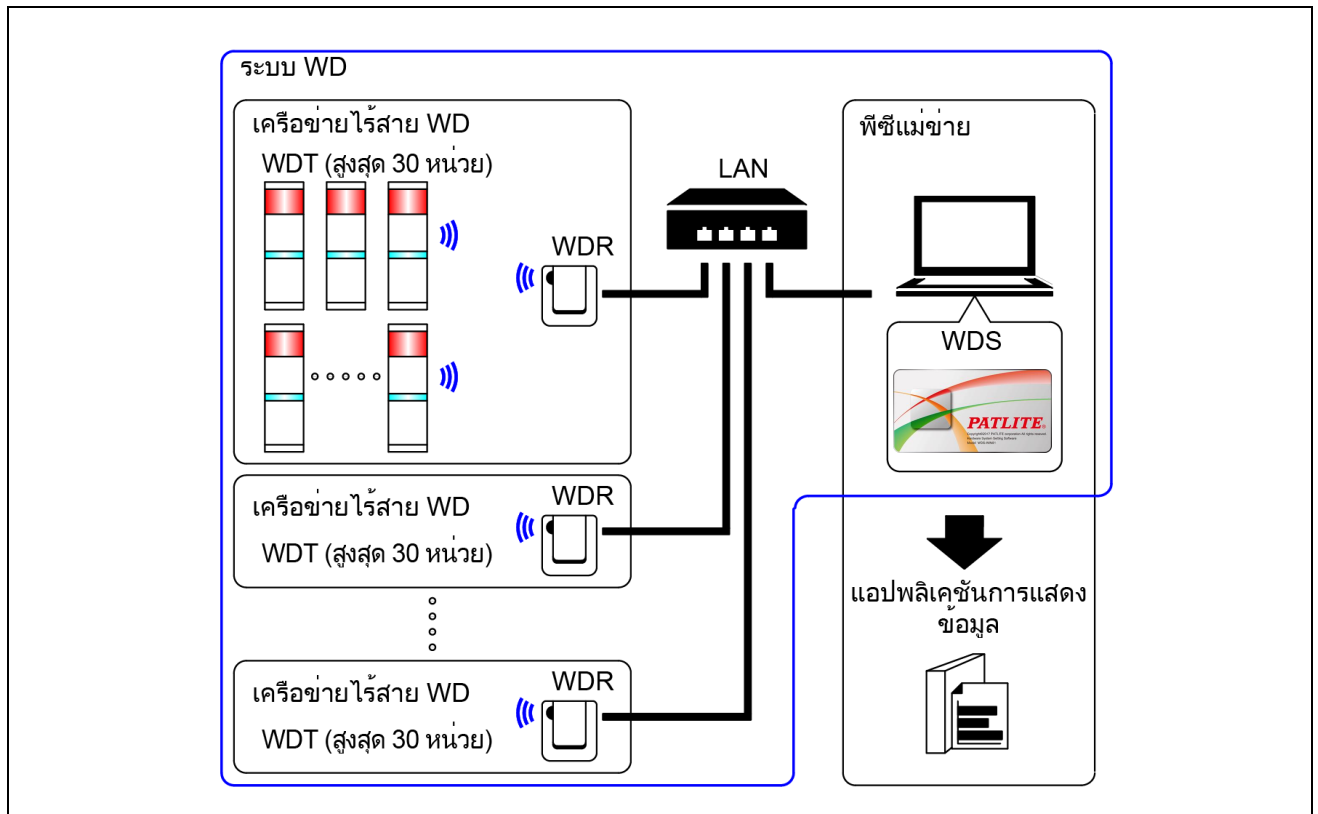 ระบบ WD
เครือข่ายไร้สาย WD
WDT (สูงสุด 30 หน่วย)
WDR
LAN
พีซีแม่ข่าย
WDS
PATLITE
เครือข่ายไร้สาย WD
WDT (สูงสุด 30 หน่วย)
WDR
เครือข่ายไร้สาย WD
WDT (สูงสุด 30 หน่วย)
WDR
แอปพลิเคชันการแสดง
ข้อมูล